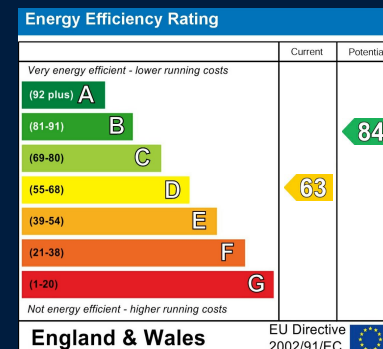 Energy Efficiency Rating
Current Potentia
Very energy efficient - lower running costs
(92 plus) A
(81-91) B
84
(69-80) C
(55-68) D
63
(39-54) E
(21-38) F
(1-20) G
Not energy efficient - higher running costs
England & Wales
EU Directive
2002/91/EC